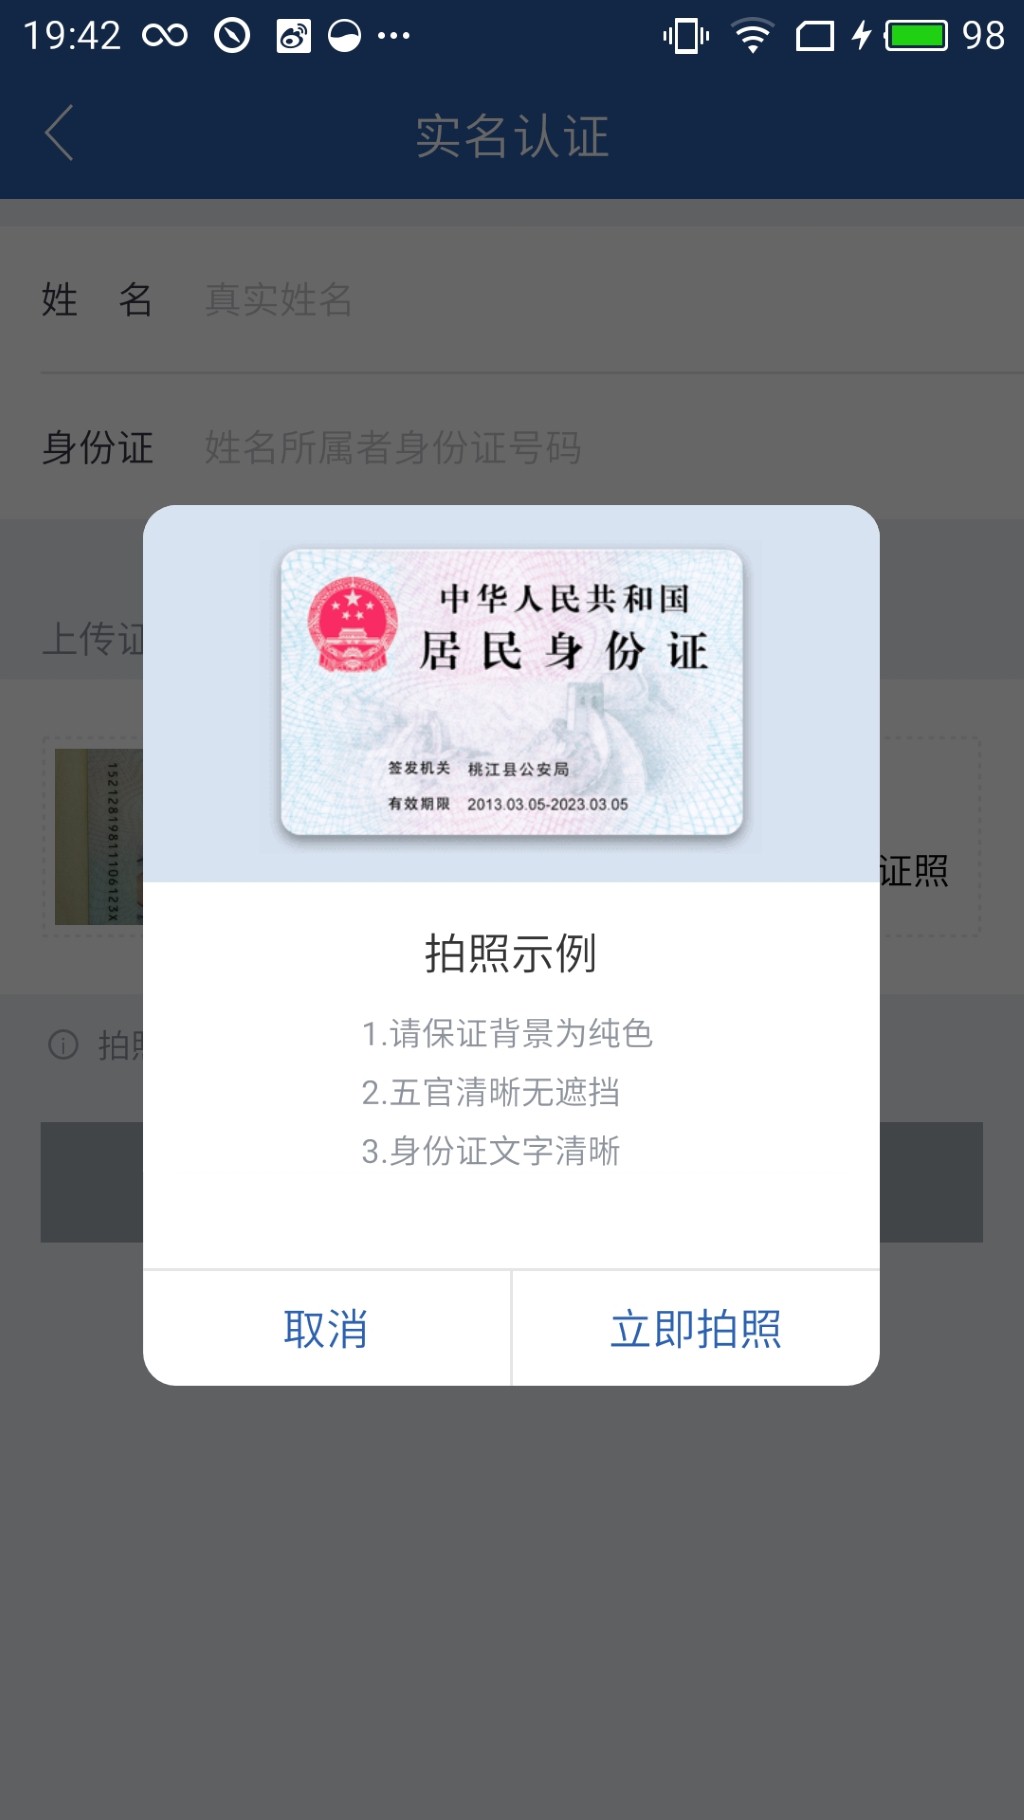 19:42
98
实名认证
姓 名 真实姓名
身份证 姓名所属者身份证号码
上传证
中华人民共和国
居民身份证
签发机关 桃江县公安局
有效期限 2013.03.05-2023.03.05
15212819811106123X
证照
拍照示例
1.请保证背景为纯色
2.五官清晰无遮挡
3.身份证文字清晰
拍照
取消 立即拍照